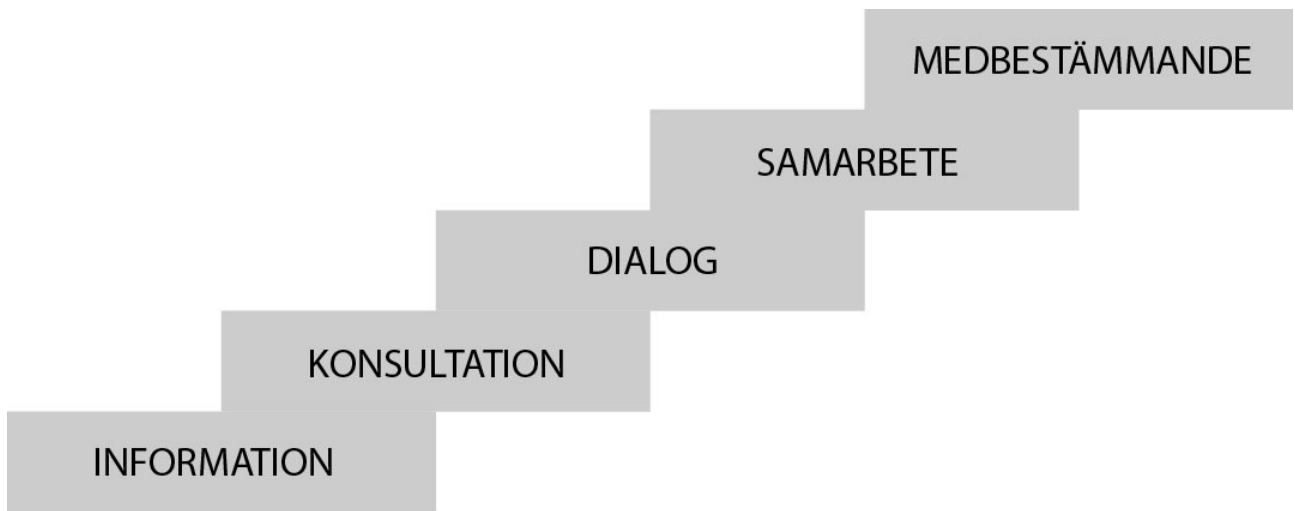 MEDBESTÄMMANDE
SAMARBETE
DIALOG
KONSULTATION
INFORMATION